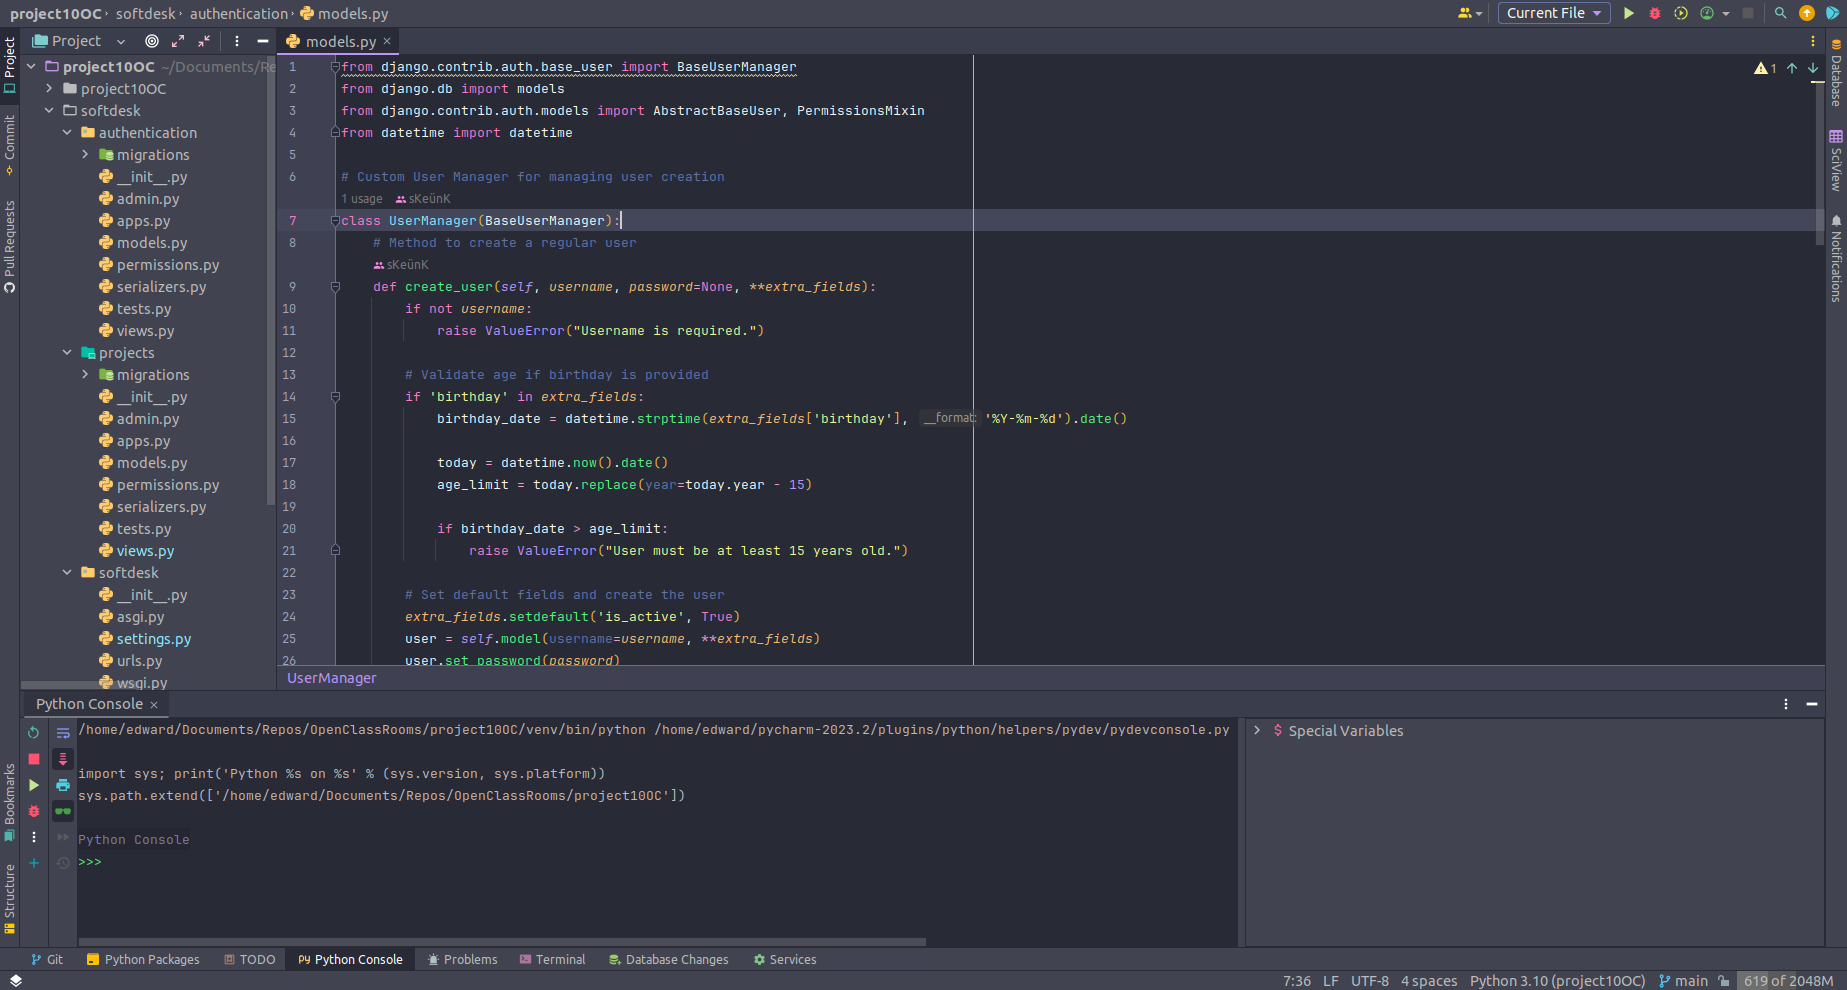 project10OC › softdesk › authentication › models.py
Current File
Project
models.py ×
project10OC ~/Documents/Re
project10OC
softdesk
authentication
migrations
__init__.py
admin.py
apps.py
models.py
permissions.py
serializers.py
tests.py
views.py
projects
migrations
__init__.py
admin.py
apps.py
models.py
permissions.py
serializers.py
tests.py
views.py
softdesk
__init__.py
asgi.py
settings.py
urls.py
wsgi.py
Project
Commit
Pull Requests
Bookmarks
Structure
1 from django.contrib.auth.base_user import BaseUserManager
2 from django.db import models
3 from django.contrib.auth.models import AbstractBaseUser, PermissionsMixin
4 from datetime import datetime
5
6 # Custom User Manager for managing user creation
1 usage sKeünK
7 class UserManager(BaseUserManager):
8 # Method to create a regular user
sKeünK
9 def create_user(self, username, password=None, **extra_fields):
10 if not username:
11 raise ValueError("Username is required.")
12
13 # Validate age if birthday is provided
14 if 'birthday' in extra_fields:
15 birthday_date = datetime.strptime(extra_fields['birthday'], __format: '%Y-%m-%d').date()
16
17 today = datetime.now().date()
18 age_limit = today.replace(year=today.year - 15)
19
20 if birthday_date > age_limit:
21 raise ValueError("User must be at least 15 years old.")
22
23 # Set default fields and create the user
24 extra_fields.setdefault('is_active', True)
25 user = self.model(username=username, **extra_fields)
26 user.set_password(password)
1
UserManager
Database
SciView
Notifications
Python Console ×
/home/edward/Documents/Repos/OpenClassRooms/project10OC/venv/bin/python /home/edward/pycharm-2023.2/plugins/python/helpers/pydev/pydevconsole.py
import sys; print('Python %s on %s' % (sys.version, sys.platform))
sys.path.extend(['/home/edward/Documents/Repos/OpenClassRooms/project10OC'])
Python Console
>>>
Special Variables
Git
Python Packages
TODO
Python Console
Problems
Terminal
Database Changes
Services
7:36 LF UTF-8 4 spaces Python 3.10 (project10OC) main 619 of 2048M